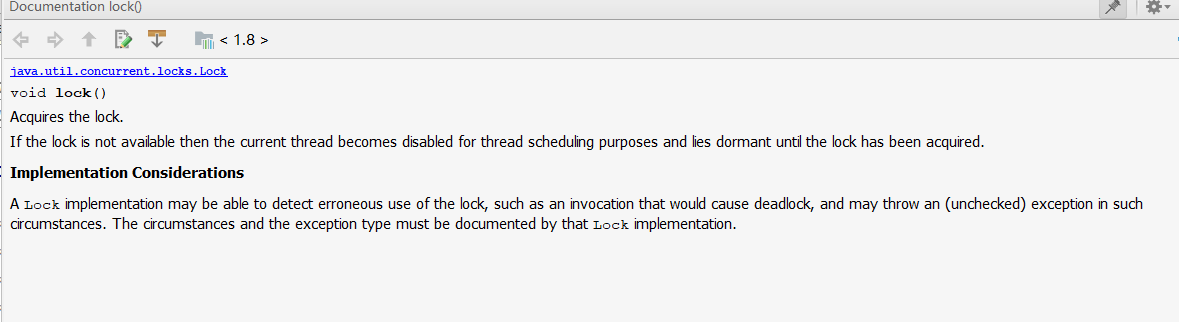 Documentation lock()
< 1.8 >
java.util.concurrent.locks.Lock
void lock()
Acquires the lock.
If the lock is not available then the current thread becomes disabled for thread scheduling purposes and lies dormant until the lock has been acquired.
Implementation Considerations
A Lock implementation may be able to detect erroneous use of the lock, such as an invocation that would cause deadlock, and may throw an (unchecked) exception in such
circumstances. The circumstances and the exception type must be documented by that Lock implementation.